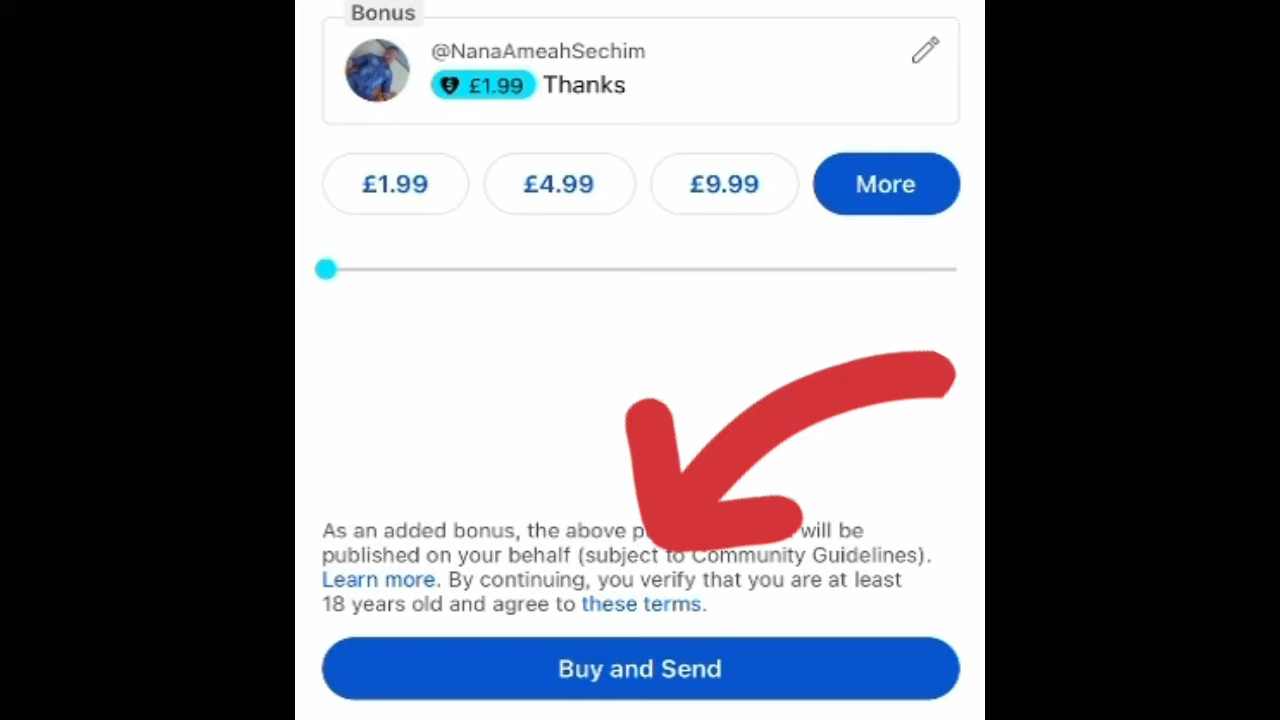 Bonus
@NanaAmeahSechim
£1.99 Thanks
£1.99 £4.99 £9.99 More
As an added bonus, the above will be
published on your behalf (subject to Community Guidelines).
Learn more. By continuing, you verify that you are at least
18 years old and agree to these terms.
Buy and Send